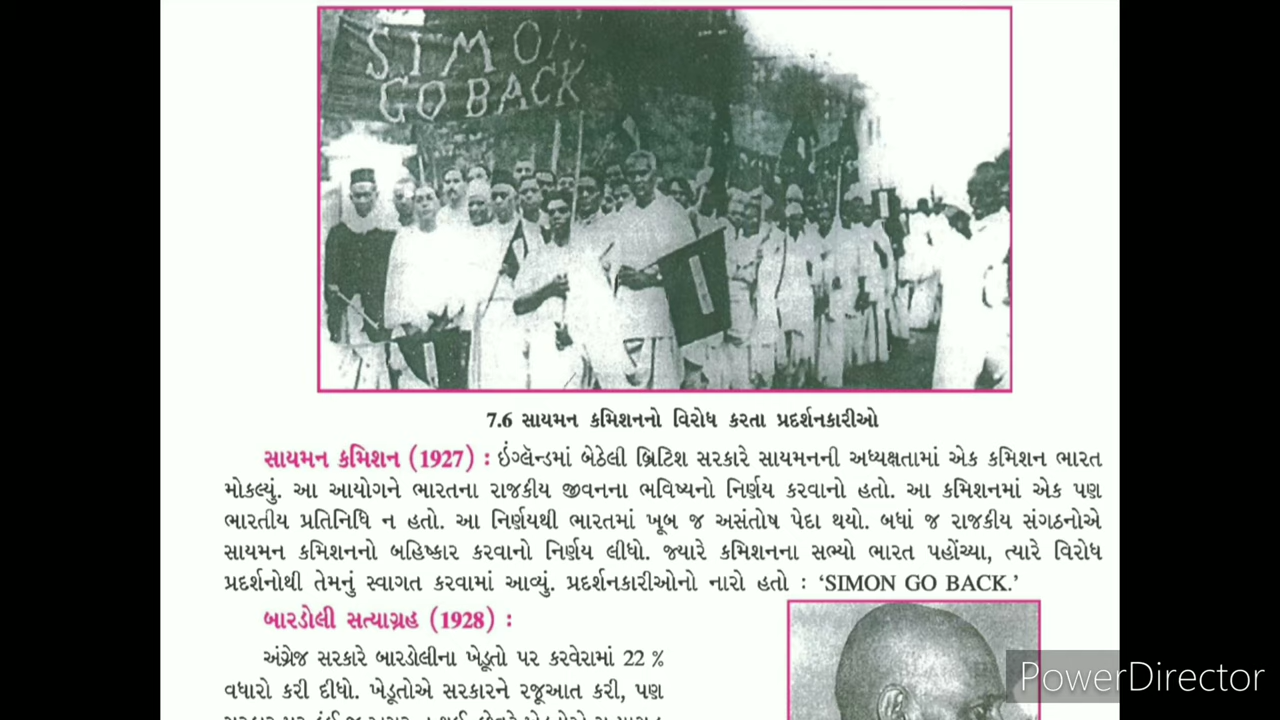 SIMON
GO BACK
7.6 સાયમન કમિશનનો વિરોધ કરતા પ્રદર્શનકારીઓ
સાયમન કમિશન (1927) : ઇંગ્લૅન્ડમાં બેઠેલી બ્રિટિશ સરકારે સાયમનની અધ્યક્ષતામાં એક કમિશન ભારત
મોકલ્યું. આ આયોગને ભારતના રાજકીય જીવનના ભવિષ્યનો નિર્ણય કરવાનો હતો. આ કમિશનમાં એક પણ
ભારતીય પ્રતિનિધિ ન હતો. આ નિર્ણયથી ભારતમાં ખૂબ જ અસંતોષ પેદા થયો. બધાં જ રાજકીય સંગઠનોએ
સાયમન કમિશનનો બહિષ્કાર કરવાનો નિર્ણય લીધો. જ્યારે કમિશનના સભ્યો ભારત પહોંચ્યા, ત્યારે વિરોધ
પ્રદર્શનોથી તેમનું સ્વાગત કરવામાં આવ્યું. પ્રદર્શનકારીઓનો નારો હતો : ‘SIMON GO BACK.’
બારડોલી સત્યાગ્રહ (1928) :
અંગ્રેજ સરકારે બારડોલીના ખેડૂતો પર કરવેરામાં 22 %
વધારો કરી દીધો. ખેડૂતોએ સરકારને રજૂઆત કરી, પણ
PowerDirector